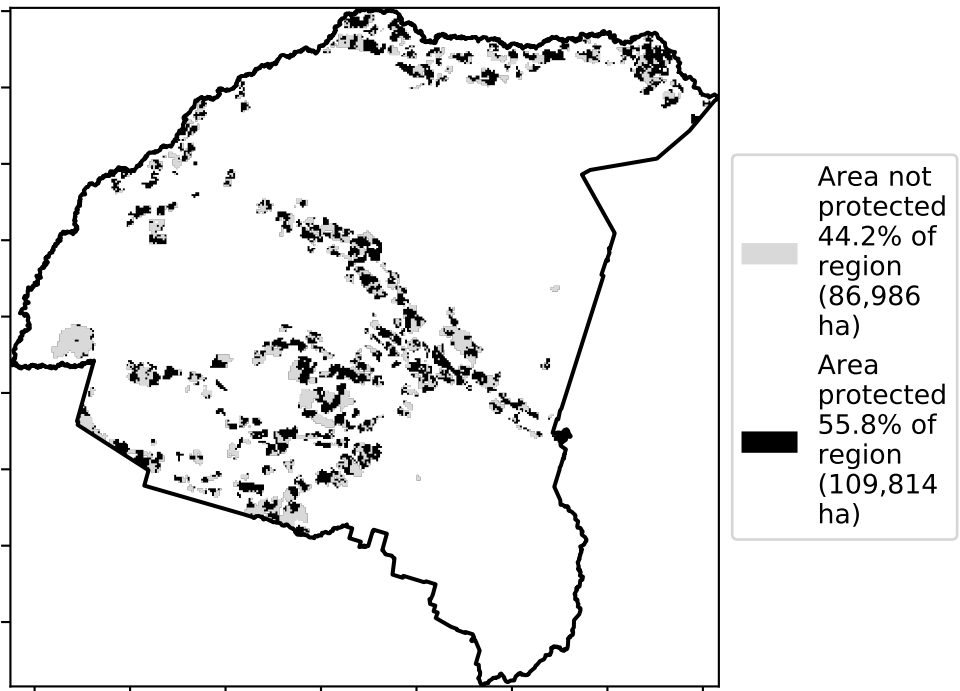 Area not
protected
44.2% of
region
(86,986
ha)
Area
protected
55.8% of
region
(109,814
ha)